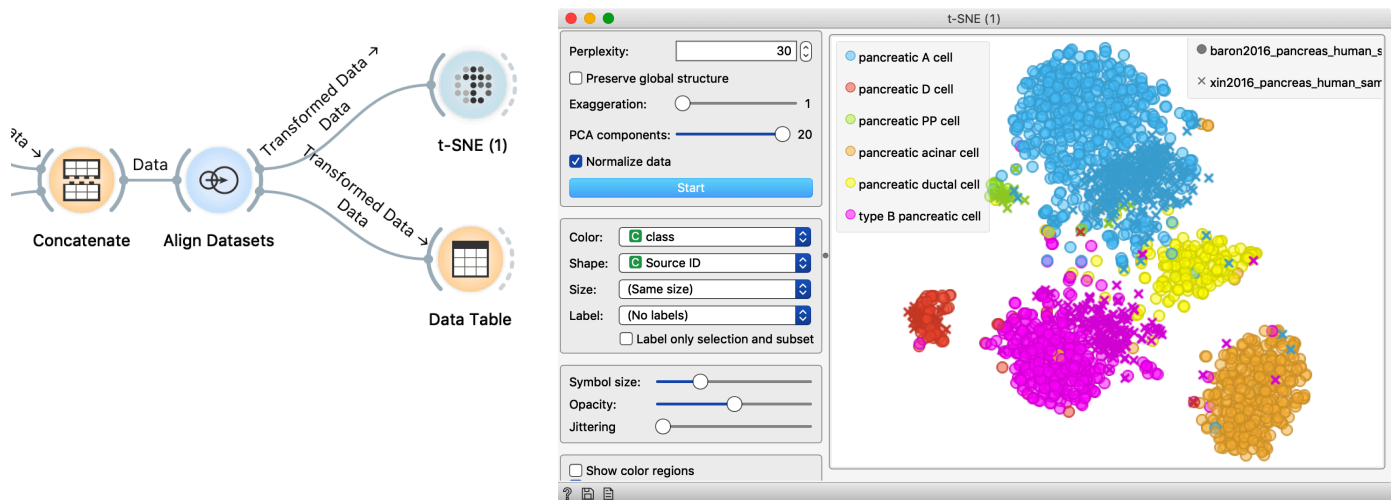 ata
Concatenate
Data
Align Datasets
Transformed Data
Data
t-SNE (1)
Transformed Data
Data
Data Table
t-SNE (1)
Perplexity: 30
Preserve global structure
Exaggeration: 1
PCA components: 20
Normalize data
Start
Color: C class
Shape: C Source ID
Size: (Same size)
Label: (No labels)
Label only selection and subset
Symbol size:
Opacity:
Jittering
Show color regions
?
pancreatic A cell
pancreatic D cell
pancreatic PP cell
pancreatic acinar cell
pancreatic ductal cell
type B pancreatic cell
baron2016_pancreas_human_s
xin2016_pancreas_human_sam